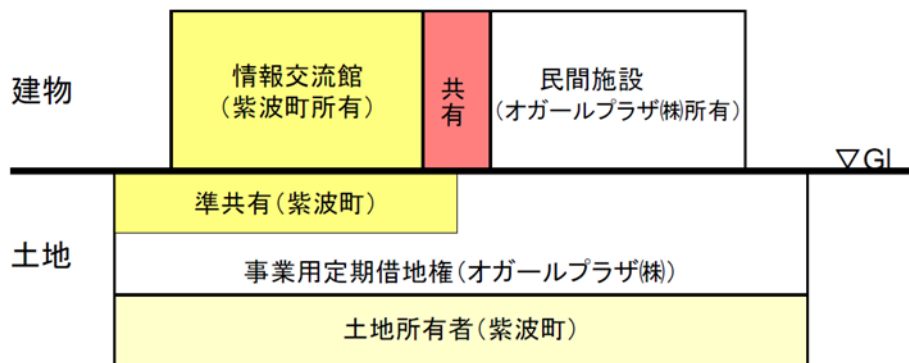 建物
情報交流館
(紫波町所有)
共有
民間施設
(オガールプラザ㈱所有)
▽GL
準共有(紫波町)
土地
事業用定期借地権(オガールプラザ㈱)
土地所有者(紫波町)